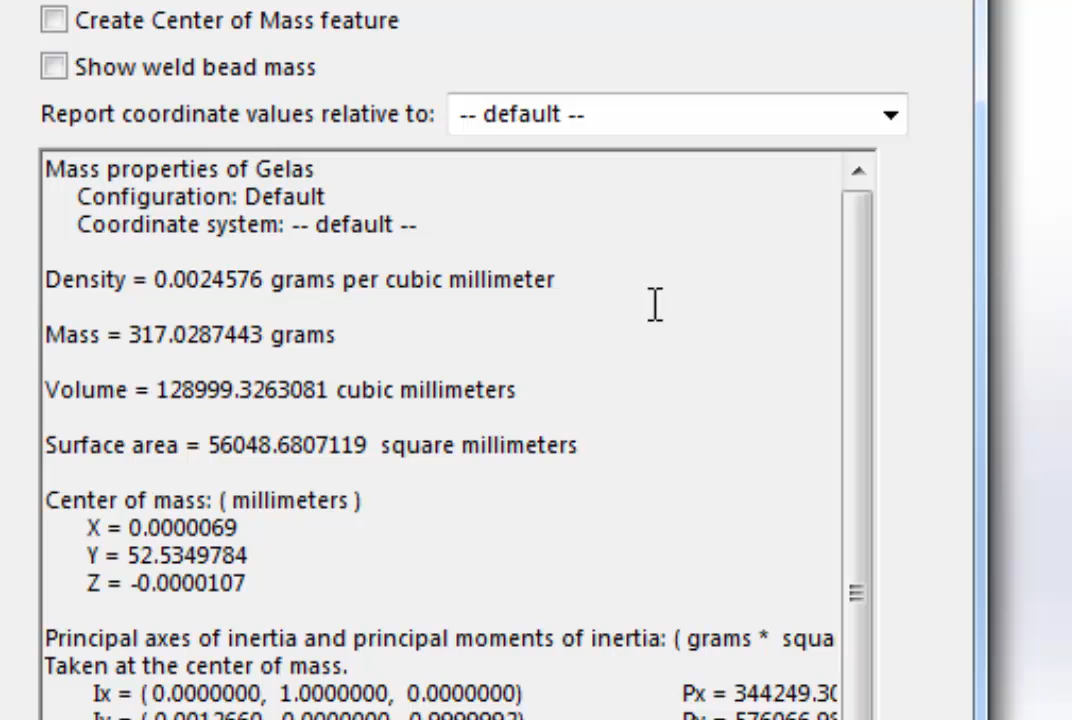 Create Center of Mass feature
Show weld bead mass
Report coordinate values relative to: -- default --
Mass properties of Gelas
Configuration: Default
Coordinate system: -- default --
Density = 0.0024576 grams per cubic millimeter
Mass = 317.0287443 grams
Volume = 128999.3263081 cubic millimeters
Surface area = 56048.6807119 square millimeters
Center of mass: ( millimeters )
X = 0.0000069
Y = 52.5349784
Z = -0.0000107
Principal axes of inertia and principal moments of inertia: ( grams * squa
Taken at the center of mass.
Ix = ( 0.0000000, 1.0000000, 0.0000000) Px = 344249.30